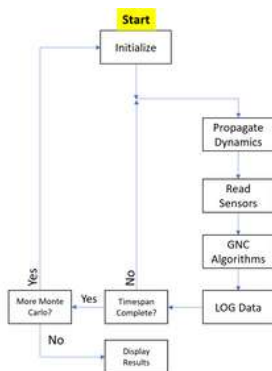 Start
Initialize
Propagate
Dynamics
Read
Sensors
GNC
Algorithms
LOG Data
Timespan
Complete?
No
Yes
More Monte
Carlo?
Yes
No
Display
Results